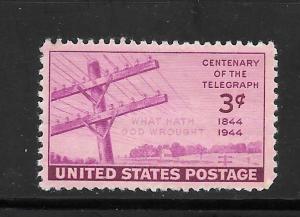 CENTENARY
OF THE
TELEGRAPH
3¢
1844
1944
WHAT HATH
GOD WROUGHT
UNITED STATES POSTAGE